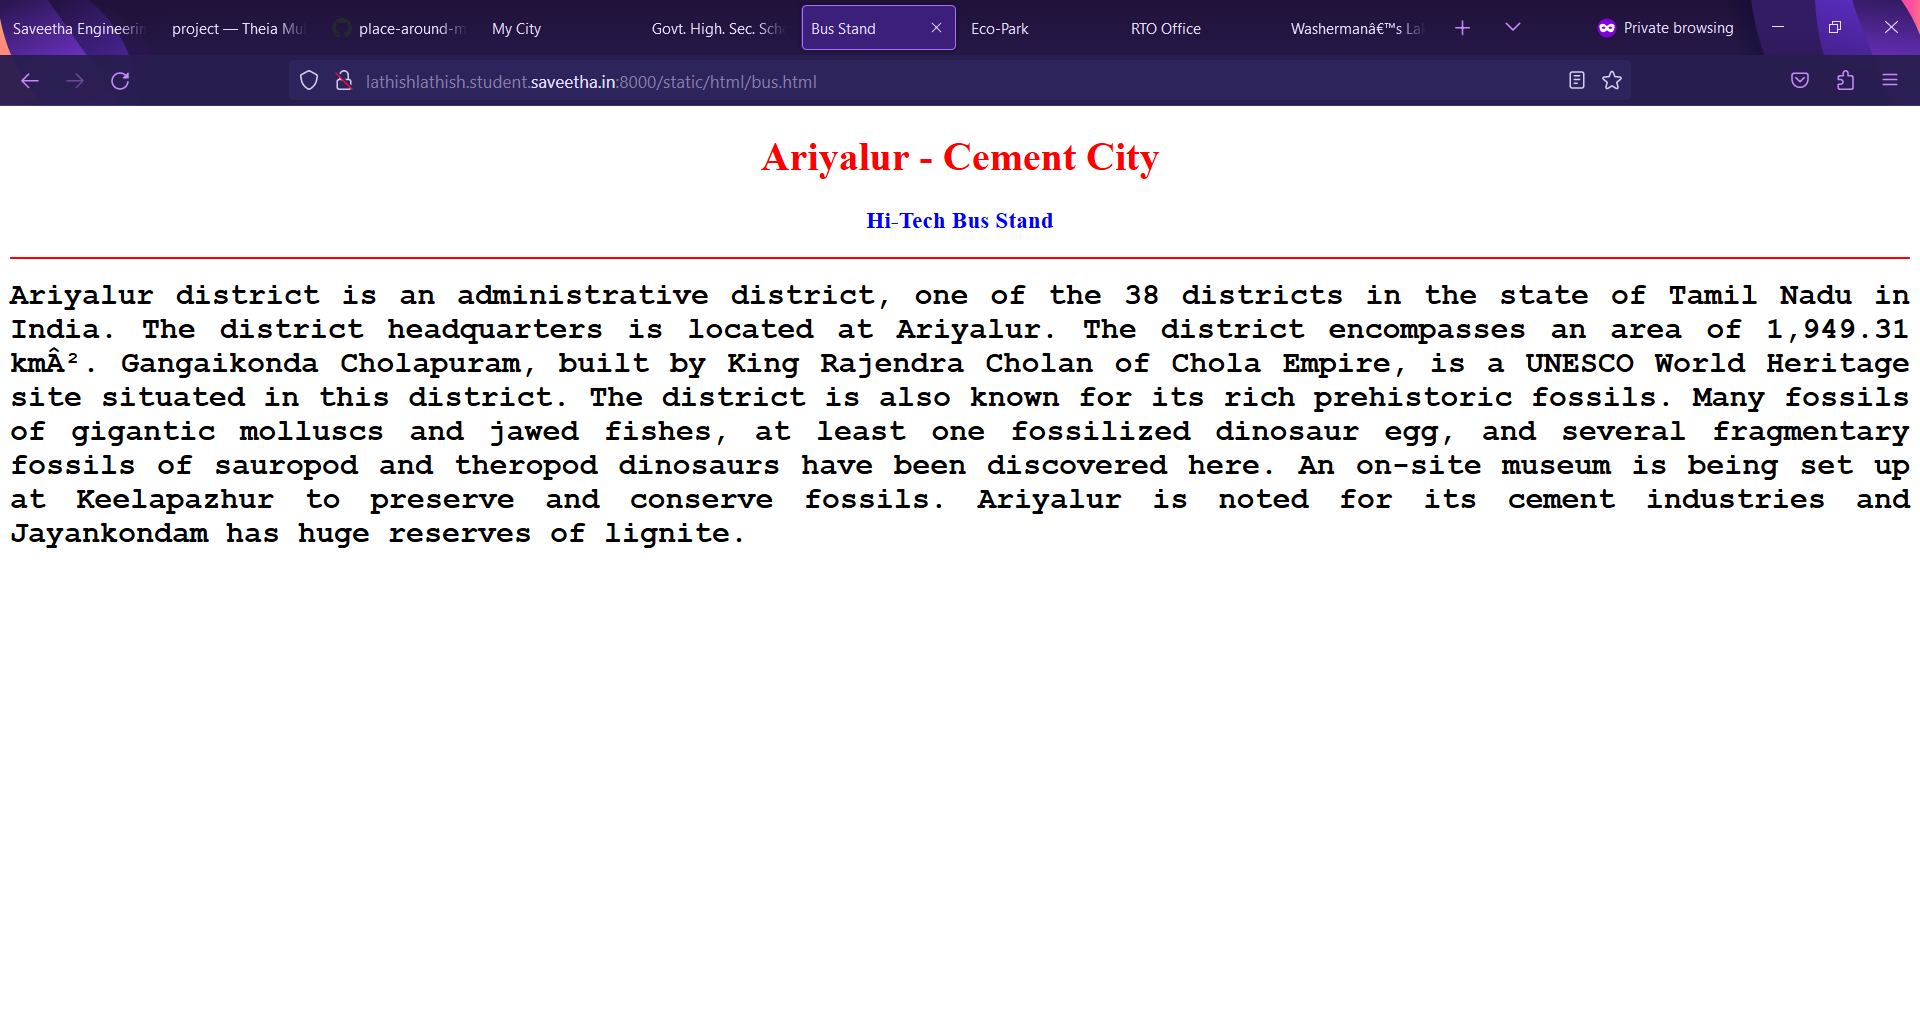 Saveetha Engineerin
project — Theia Mul
place-around-m
My City
Govt. High. Sec. Sch
Bus Stand
Eco-Park
RTO Office
Washermanâ€™s La
Private browsing
lathishlathish.student.saveetha.in:8000/static/html/bus.html
Ariyalur - Cement City
Hi-Tech Bus Stand
Ariyalur district is an administrative district, one of the 38 districts in the state of Tamil Nadu in
India. The district headquarters is located at Ariyalur. The district encompasses an area of 1,949.31
kmÂ². Gangaikonda Cholapuram, built by King Rajendra Cholan of Chola Empire, is a UNESCO World Heritage
site situated in this district. The district is also known for its rich prehistoric fossils. Many fossils
of gigantic molluscs and jawed fishes, at least one fossilized dinosaur egg, and several fragmentary
fossils of sauropod and theropod dinosaurs have been discovered here. An on-site museum is being set up
at Keelapazhur to preserve and conserve fossils. Ariyalur is noted for its cement industries and
Jayankondam has huge reserves of lignite.